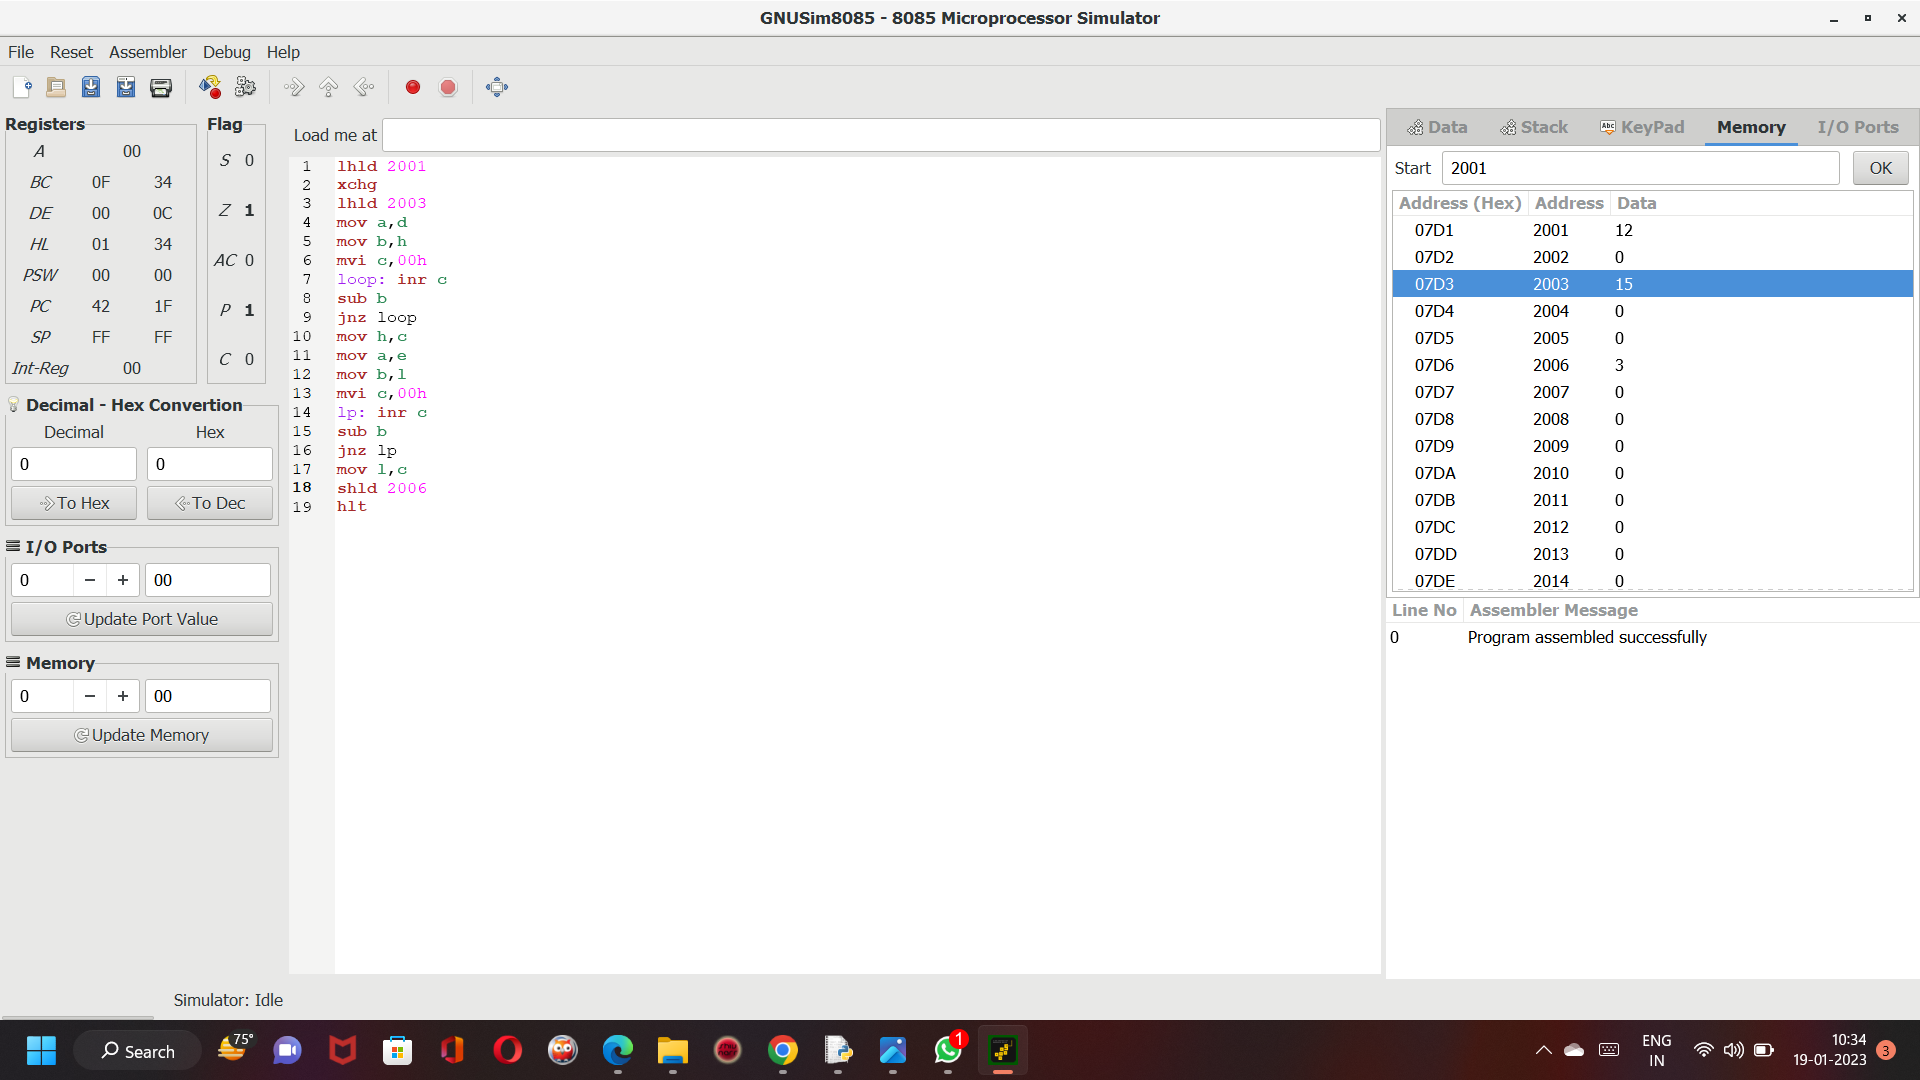 GNUSim8085 - 8085 Microprocessor Simulator
File Reset Assembler Debug Help
Registers
A 00
BC 0F 34
DE 00 0C
HL 01 34
PSW 00 00
PC 42 1F
SP FF FF
Int-Reg 00
Flag
S 0
Z 1
AC 0
P 1
C 0
Decimal - Hex Convertion
Decimal Hex
0 0
To Hex To Dec
I/O Ports
0 − + 00
Update Port Value
Memory
0 − + 00
Update Memory
Load me at
1 lhld 2001
2 xchg
3 lhld 2003
4 mov a,d
5 mov b,h
6 mvi c,00h
7 loop: inr c
8 sub b
9 jnz loop
10 mov h,c
11 mov a,e
12 mov b,l
13 mvi c,00h
14 lp: inr c
15 sub b
16 jnz lp
17 mov l,c
18 shld 2006
19 hlt
Data Stack Abc KeyPad Memory I/O Ports
Start 2001 OK
Address (Hex) Address Data
07D1 2001 12
07D2 2002 0
07D3 2003 15
07D4 2004 0
07D5 2005 0
07D6 2006 3
07D7 2007 0
07D8 2008 0
07D9 2009 0
07DA 2010 0
07DB 2011 0
07DC 2012 0
07DD 2013 0
07DE 2014 0
Line No Assembler Message
0 Program assembled successfully
Simulator: Idle
Search
75°
1
ENG
IN
10:34
19-01-2023
3